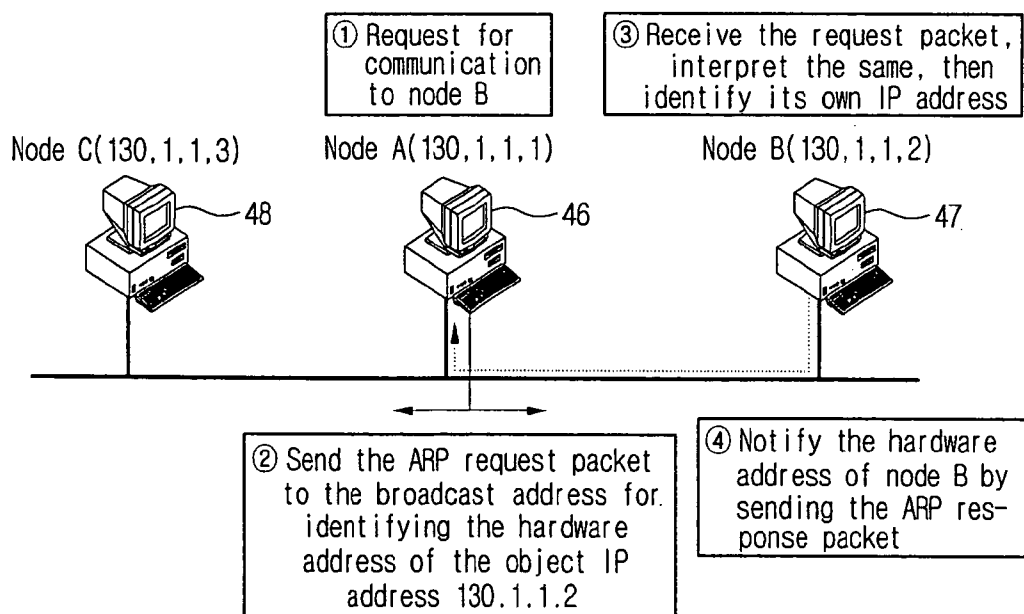 ① Request for
communication
to node B
③ Receive the request packet,
interpret the same, then
identify its own IP address
Node C(130,1,1,3)
Node A(130,1,1,1)
Node B(130,1,1,2)
48
46
47
② Send the ARP request packet
to the broadcast address for
identifying the hardware
address of the object IP
address 130.1.1.2
④ Notify the hardware
address of node B by
sending the ARP res-
ponse packet